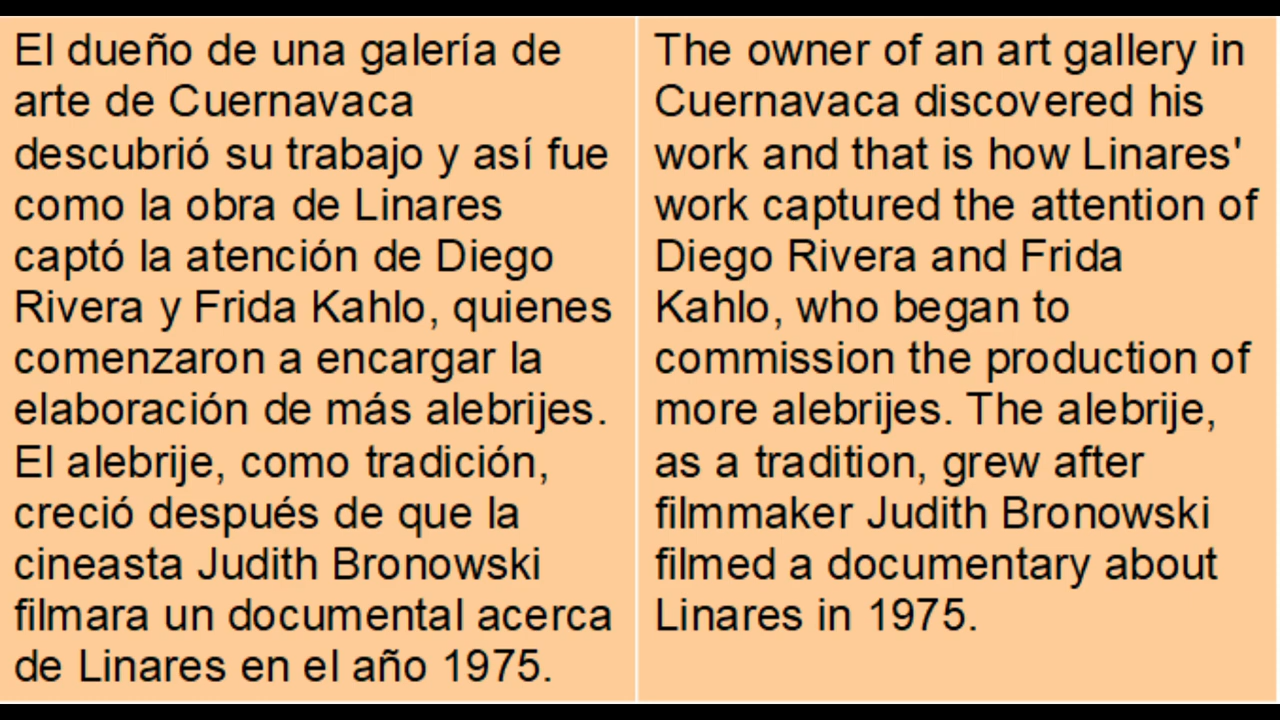 El dueño de una galería de
arte de Cuernavaca
descubrió su trabajo y así fue
como la obra de Linares
captó la atención de Diego
Rivera y Frida Kahlo, quienes
comenzaron a encargar la
elaboración de más alebrijes.
El alebrije, como tradición,
creció después de que la
cineasta Judith Bronowski
filmara un documental acerca
de Linares en el año 1975.
The owner of an art gallery in
Cuernavaca discovered his
work and that is how Linares'
work captured the attention of
Diego Rivera and Frida
Kahlo, who began to
commission the production of
more alebrijes. The alebrije,
as a tradition, grew after
filmmaker Judith Bronowski
filmed a documentary about
Linares in 1975.